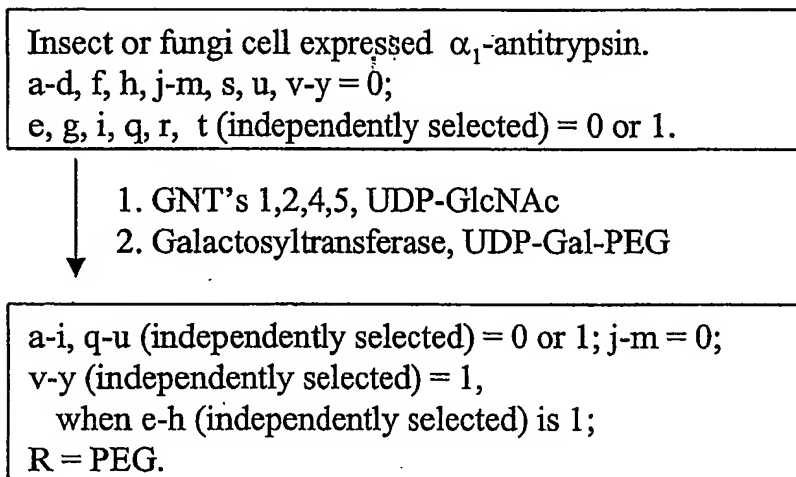 Insect or fungi cell expressed α₁-antitrypsin.
a-d, f, h, j-m, s, u, v-y = 0;
e, g, i, q, r, t (independently selected) = 0 or 1.
1. GNT's 1,2,4,5, UDP-GlcNAc
2. Galactosyltransferase, UDP-Gal-PEG
a-i, q-u (independently selected) = 0 or 1; j-m = 0;
v-y (independently selected) = 1,
when e-h (independently selected) is 1;
R = PEG.